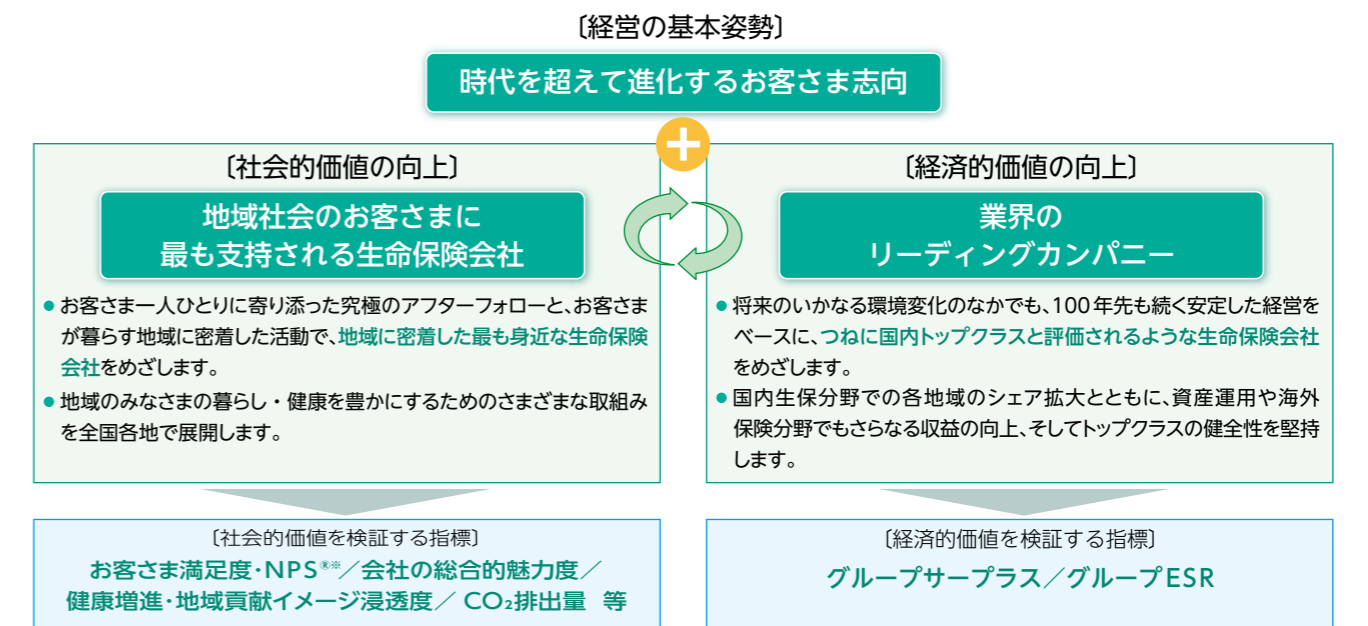 〔経営の基本姿勢〕
時代を超えて進化するお客さま志向
〔社会的価値の向上〕
地域社会のお客さまに
最も支持される生命保険会社
● お客さま一人ひとりに寄り添った究極のアフターフォローと、お客さま
が暮らす地域に密着した活動で、地域に密着した最も身近な生命保険
会社をめざします。
● 地域のみなさまの暮らし・健康を豊かにするためのさまざまな取組み
を全国各地で展開します。
〔経済的価値の向上〕
業界の
リーディングカンパニー
● 将来のいかなる環境変化のなかでも、100年先も続く安定した経営を
ベースに、つねに国内トップクラスと評価されるような生命保険会社
をめざします。
● 国内生保分野での各地域のシェア拡大とともに、資産運用や海外
保険分野でもさらなる収益の向上、そしてトップクラスの健全性を堅持
します。
〔社会的価値を検証する指標〕
お客さま満足度・NPS®※／会社の総合的魅力度／
健康増進・地域貢献イメージ浸透度／CO₂排出量 等
〔経済的価値を検証する指標〕
グループサープラス／グループESR